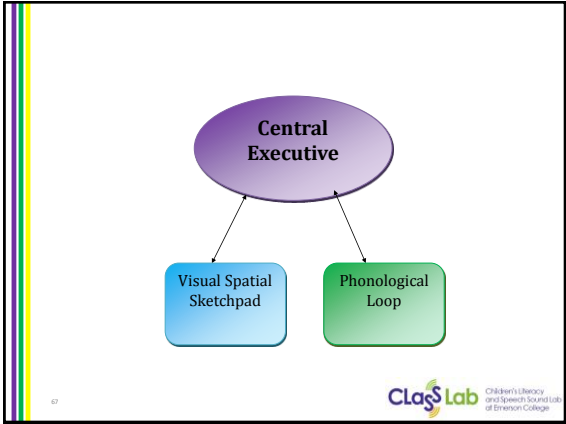 Central
Executive
Visual Spatial
Sketchpad
Phonological
Loop
67
ClaSS Lab
Children's Literacy
and Speech Sound Lab
at Emerson College